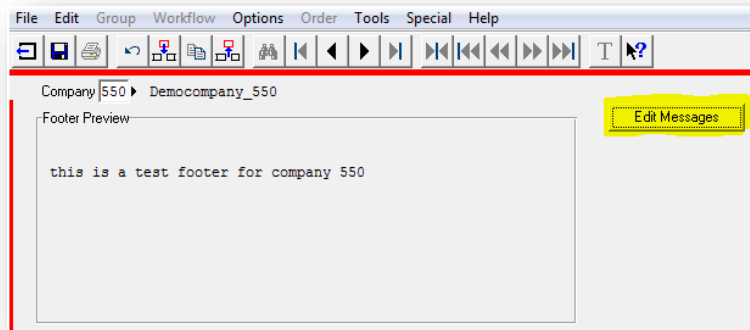 File Edit Group Workflow Options Order Tools Special Help
T ?
Company 550 Democompany_550
Edit Messages
Footer Preview
this is a test footer for company 550